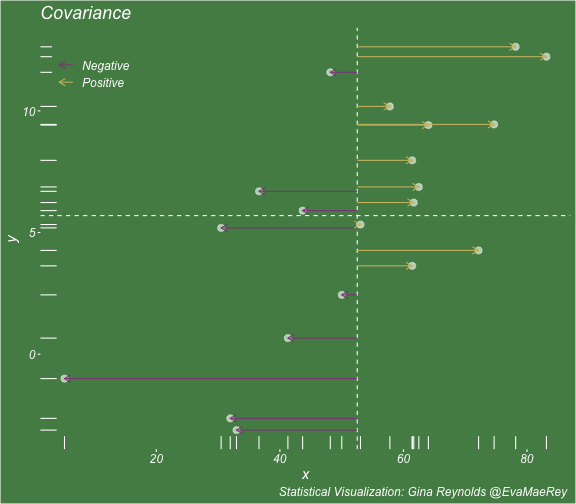 Covariance
Negative
Positive
10
5
0
y
20
40
60
80
x
Statistical Visualization: Gina Reynolds @EvaMaeRey